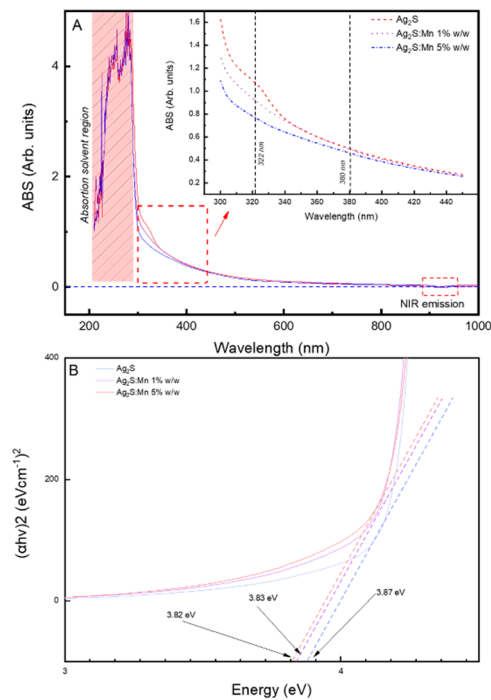 A
ABS (Arb. units)
4
2
0
Absortion solvent region
ABS (Arb. units)
1.6
1.4
1.2
1.0
0.8
0.6
0.4
0.2
Ag₂S
Ag₂S:Mn 1% w/w
Ag₂S:Mn 5% w/w
322 nm
380 nm
300 320 340 360 380 400 420 440 460
Wavelength (nm)
NIR emission
200 400 600 800 1000
Wavelength (nm)
B
Ag₂S
Ag₂S:Mn 1% w/w
Ag₂S:Mn 5% w/w
(αhv)2 (eVcm⁻¹)²
400
200
0
3.82 eV
3.83 eV
3.87 eV
3 4
Energy (eV)